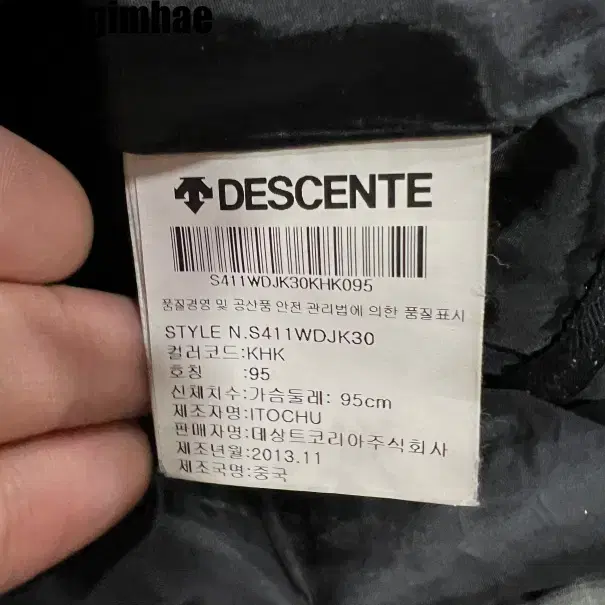 gimhae
DESCENTE
S411WDJK30KHK095
품질경영 및 공산품 안전 관리법에 의한 품질표시
STYLE N.S411WDJK30
컬러코드:KHK
호칭 :95
신체치수:가슴둘레: 95cm
제조자명:ITOCHU
판매자명:데상트코리아주식회사
제조년월:2013.11
제조국명:중국